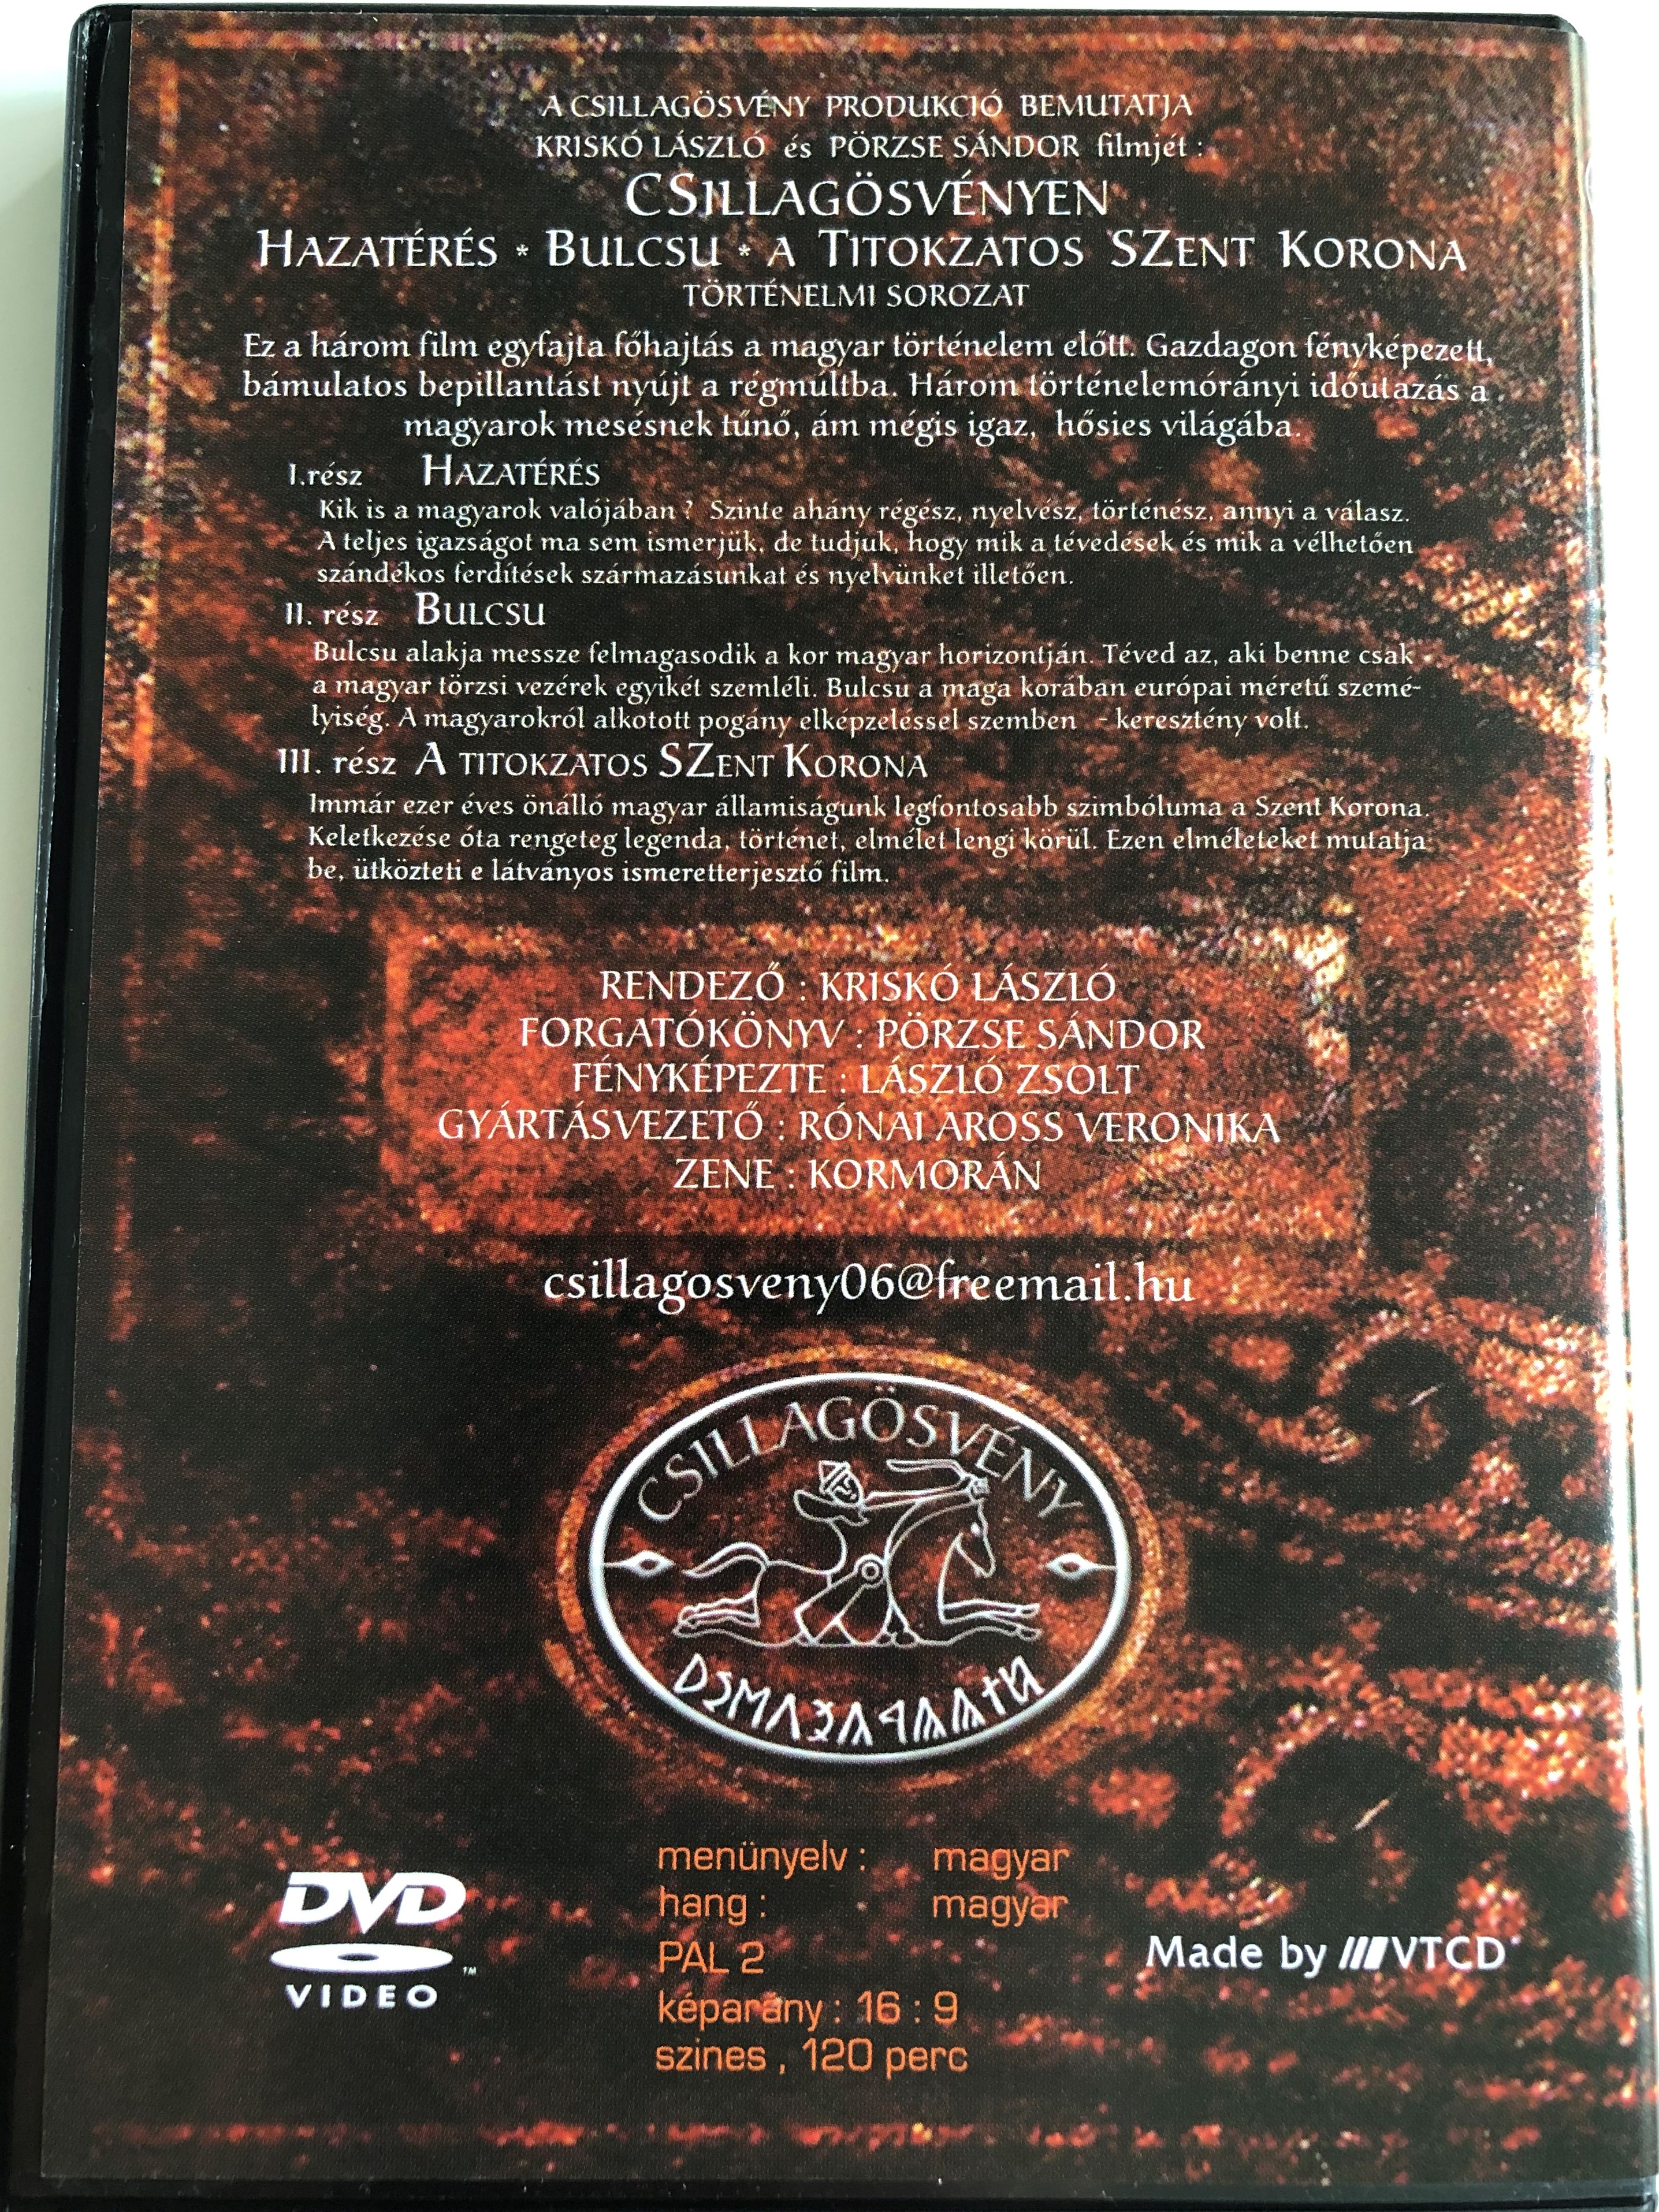 A CSILLAGÖSVÉNY PRODUKCIÓ BEMUTATJA
KRISKÓ LÁSZLÓ és PÖRZSE SÁNDOR filmjét :
CSILLAGÖSVÉNYEN
HAZATÉRÉS * BULCSU * A TITOKZATOS SZENT KORONA
TÖRTÉNELMI SOROZAT
Ez a három film egyfajta főhajtás a magyar történelem előtt. Gazdagon fényképezett,
bámulatos bepillantást nyújt a régmúltba. Három történelemórányi időutazás a
magyarok mesésnek tűnő, ám mégis igaz, hősies világába.
I.rész HAZATÉRÉS
Kik is a magyarok valójában ? Szinte ahány régész, nyelvész, történész, annyi a válasz.
A teljes igazságot ma sem ismerjük, de tudjuk, hogy mik a tévedések és mik a vélhetően
szándékos ferdítések származásunkat és nyelvünket illetően.
II. rész BULCSU
Bulcsu alakja messze felmagasodik a kor magyar horizontján. Téved az, aki benne csak
a magyar törzsi vezérek egyikét szemléli. Bulcsu a maga korában európai méretű szemé-
lyiség. A magyarokról alkotott pogány elképzeléssel szemben - keresztény volt.
III. rész A TITOKZATOS SZENT KORONA
Immár ezer éves önálló magyar államiságunk legfontosabb szimbóluma a Szent Korona.
Keletkezése óta rengeteg legenda, történet, elmélet lengi körül. Ezen elméleteket mutatja
be, ütközteti e látványos ismeretterjesztő film.
RENDEZŐ : KRISKÓ LÁSZLÓ
FORGATÓKÖNYV : PÖRZSE SÁNDOR
FÉNYKÉPEZTE : LÁSZLÓ ZSOLT
GYÁRTÁSVEZETŐ : RÓNAI AROSS VERONIKA
ZENE : KORMORÁN
csillagosveny06@freemail.hu
CSILLAGÖSVÉNY
DVD
VIDEO ™
menünyelv : magyar
hang : magyar
PAL 2
képarány : 16 : 9
szines , 120 perc
Made by VTCD